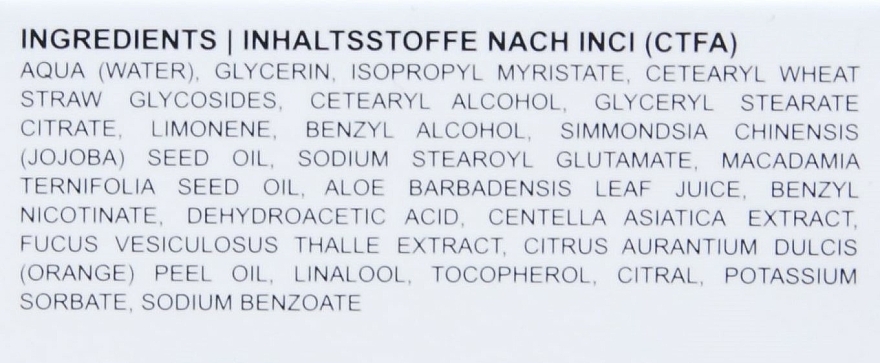 INGREDIENTS | INHALTSSTOFFE NACH INCI (CTFA)
AQUA (WATER), GLYCERIN, ISOPROPYL MYRISTATE, CETEARYL WHEAT
STRAW GLYCOSIDES, CETEARYL ALCOHOL, GLYCERYL STEARATE
CITRATE, LIMONENE, BENZYL ALCOHOL, SIMMONDSIA CHINENSIS
(JOJOBA) SEED OIL, SODIUM STEAROYL GLUTAMATE, MACADAMIA
TERNIFOLIA SEED OIL, ALOE BARBADENSIS LEAF JUICE, BENZYL
NICOTINATE, DEHYDROACETIC ACID, CENTELLA ASIATICA EXTRACT,
FUCUS VESICULOSUS THALLE EXTRACT, CITRUS AURANTIUM DULCIS
(ORANGE) PEEL OIL, LINALOOL, TOCOPHEROL, CITRAL, POTASSIUM
SORBATE, SODIUM BENZOATE